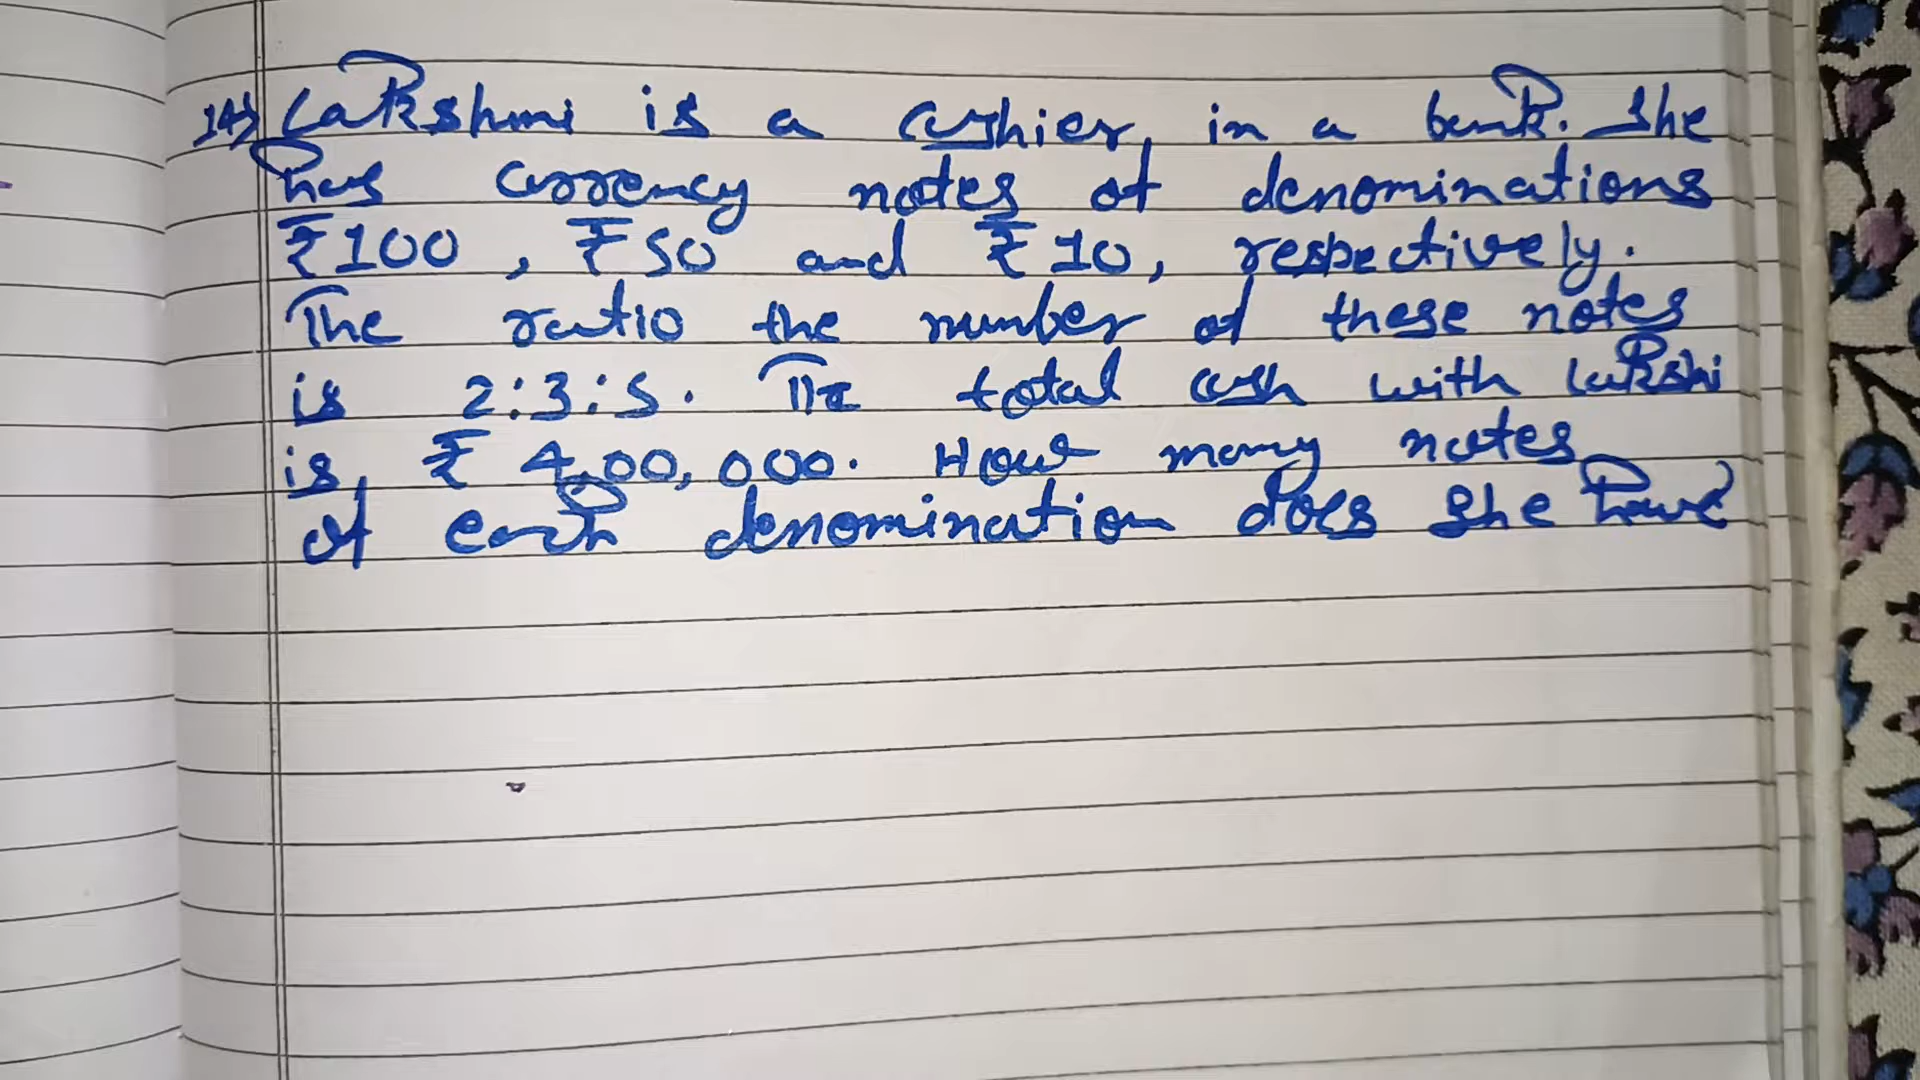 14) Lakshmi is a cashier in a bank. She
has currency notes of denominations
₹100, ₹50 and ₹10, respectively.
The ratio the number of these notes
is 2:3:5. The total cash with Lakshi
is ₹ 4,00,000. How many notes
of each denomination does she have?